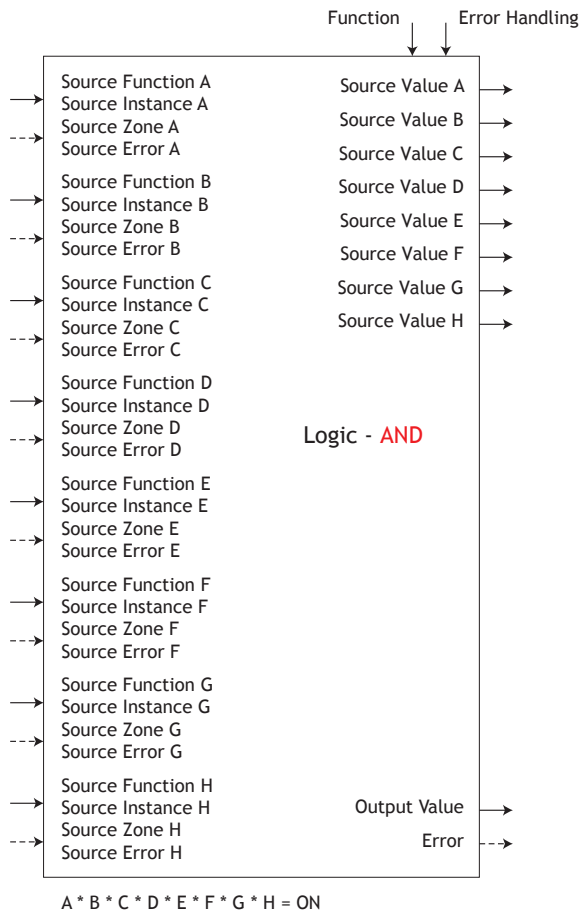 Function
Error Handling
Source Function A
Source Instance A
Source Zone A
Source Error A
Source Function B
Source Instance B
Source Zone B
Source Error B
Source Function C
Source Instance C
Source Zone C
Source Error C
Source Function D
Source Instance D
Source Zone D
Source Error D
Source Function E
Source Instance E
Source Zone E
Source Error E
Source Function F
Source Instance F
Source Zone F
Source Error F
Source Function G
Source Instance G
Source Zone G
Source Error G
Source Function H
Source Instance H
Source Zone H
Source Error H
Source Value A
Source Value B
Source Value C
Source Value D
Source Value E
Source Value F
Source Value G
Source Value H
Logic - AND
Output Value
Error
A * B * C * D * E * F * G * H = ON